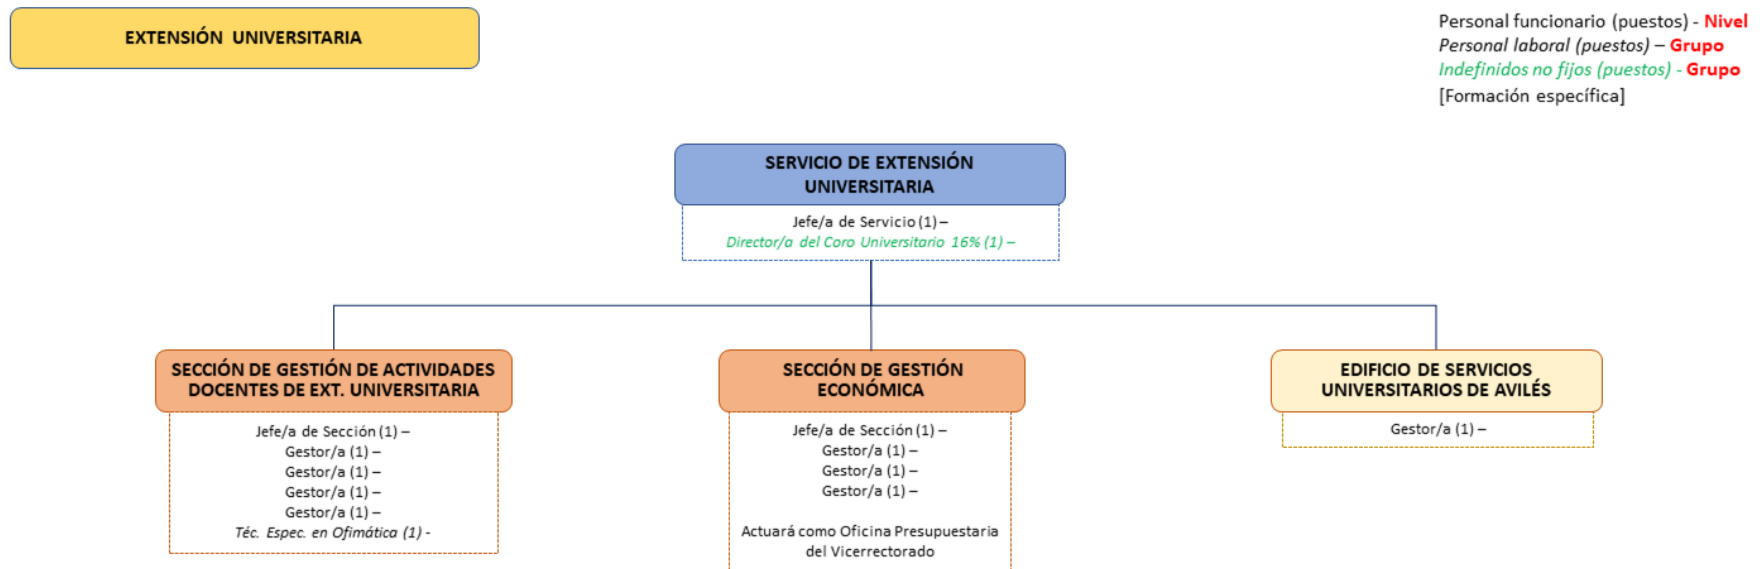 EXTENSIÓN UNIVERSITARIA
Personal funcionario (puestos) - Nivel
Personal laboral (puestos) – Grupo
Indefinidos no fijos (puestos) - Grupo
[Formación específica]
SERVICIO DE EXTENSIÓN
UNIVERSITARIA
Jefe/a de Servicio (1) –
Director/a del Coro Universitario 16% (1) –
SECCIÓN DE GESTIÓN DE ACTIVIDADES
DOCENTES DE EXT. UNIVERSITARIA
Jefe/a de Sección (1) –
Gestor/a (1) –
Gestor/a (1) –
Gestor/a (1) –
Gestor/a (1) –
Téc. Espec. en Ofimática (1) -
SECCIÓN DE GESTIÓN
ECONÓMICA
Jefe/a de Sección (1) –
Gestor/a (1) –
Gestor/a (1) –
Gestor/a (1) –
Actuará como Oficina Presupuestaria
del Vicerrectorado
EDIFICIO DE SERVICIOS
UNIVERSITARIOS DE AVILÉS
Gestor/a (1) –